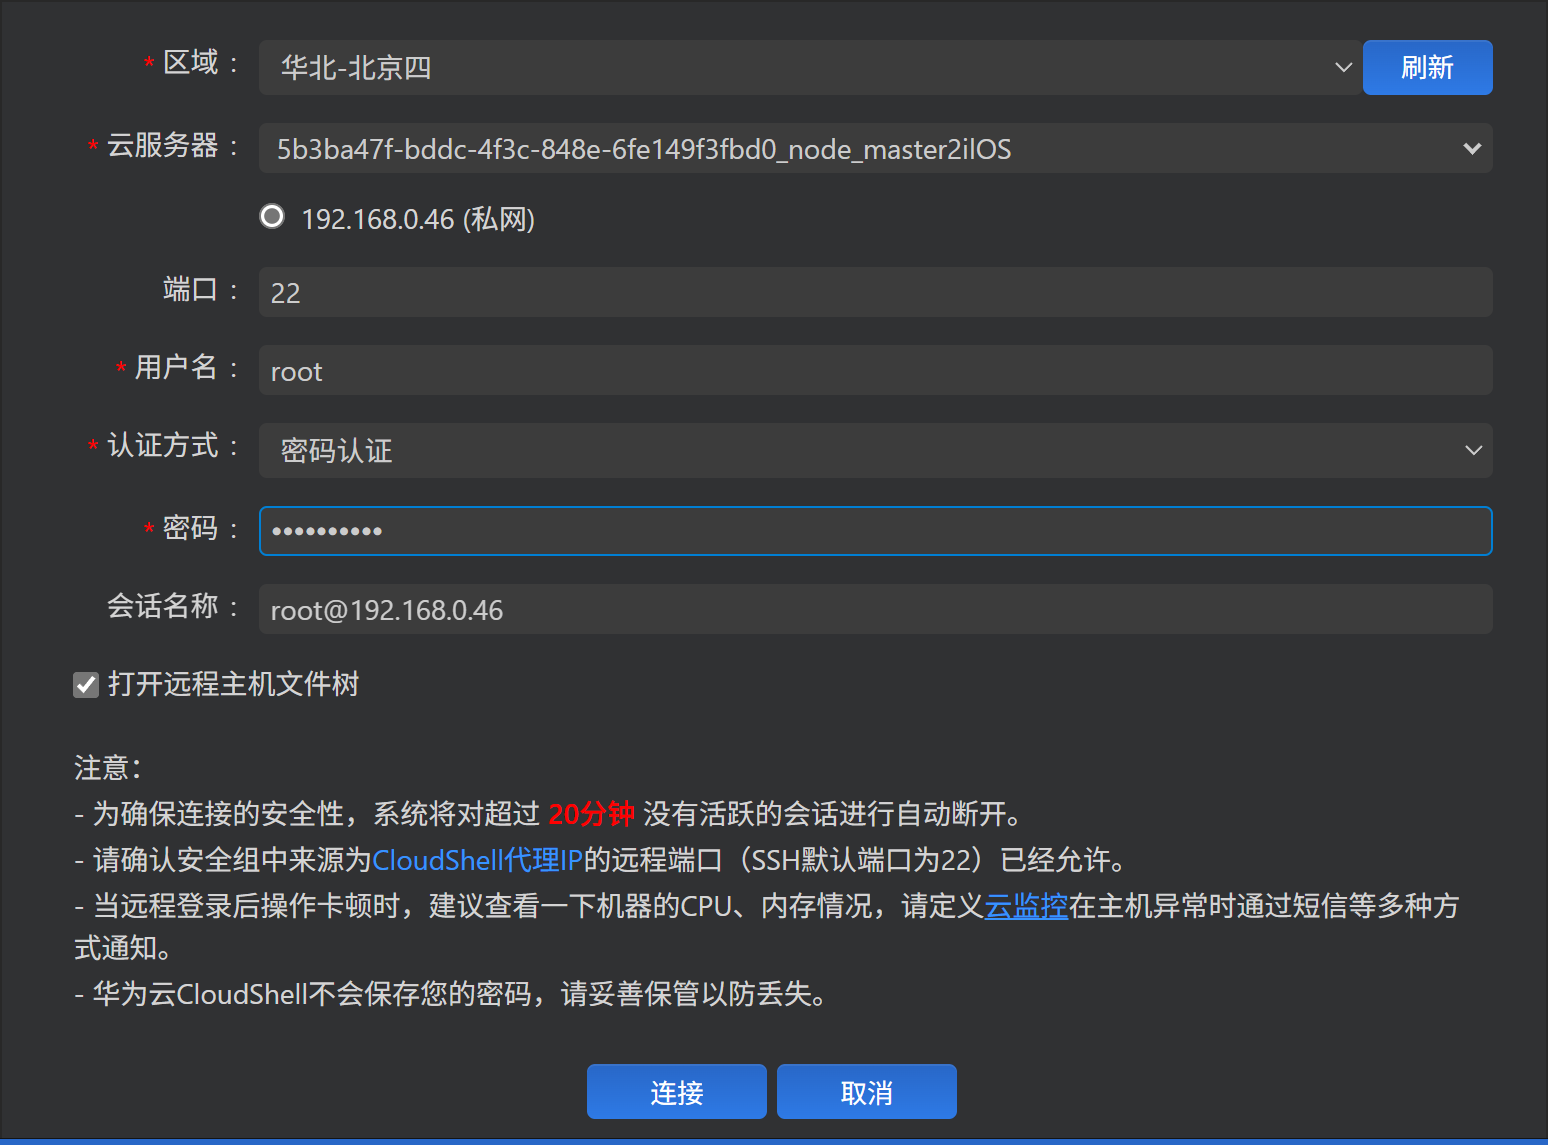 * 区域 : 华北-北京四 刷新
* 云服务器 : 5b3ba47f-bddc-4f3c-848e-6fe149f3fbd0_node_master2ilOS
192.168.0.46 (私网)
端口 : 22
* 用户名 : root
* 认证方式 : 密码认证
* 密码 : ••••••••••
会话名称 : root@192.168.0.46
打开远程主机文件树
注意：
- 为确保连接的安全性，系统将对超过 20分钟 没有活跃的会话进行自动断开。
- 请确认安全组中来源为CloudShell代理IP的远程端口（SSH默认端口为22）已经允许。
- 当远程登录后操作卡顿时，建议查看一下机器的CPU、内存情况，请定义云监控在主机异常时通过短信等多种方
式通知。
- 华为云CloudShell不会保存您的密码，请妥善保管以防丢失。
连接 取消